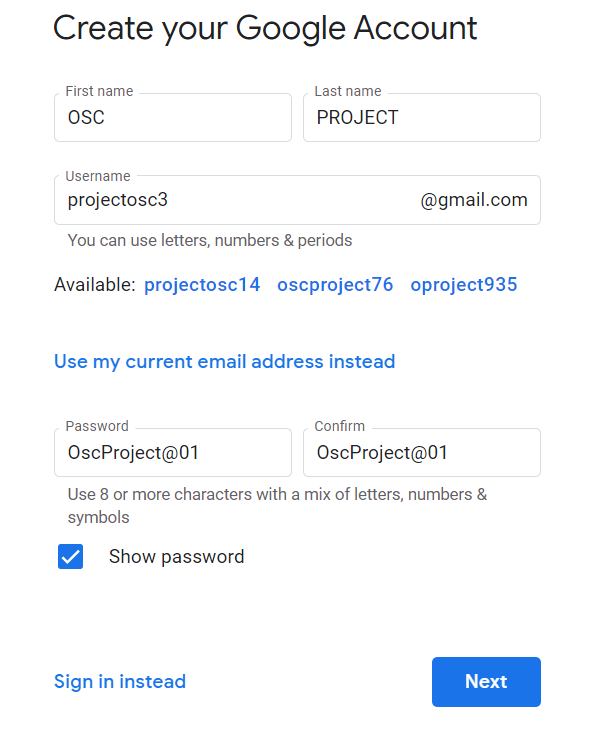 Create your Google Account
First name
Last name
OSC
PROJECT
Username
projectosc3
@gmail.com
You can use letters, numbers & periods
Available: projectosc14 oscproject76 oproject935
Use my current email address instead
Password
Confirm
OscProject@01
OscProject@01
Use 8 or more characters with a mix of letters, numbers &
symbols
Show password
Sign in instead
Next